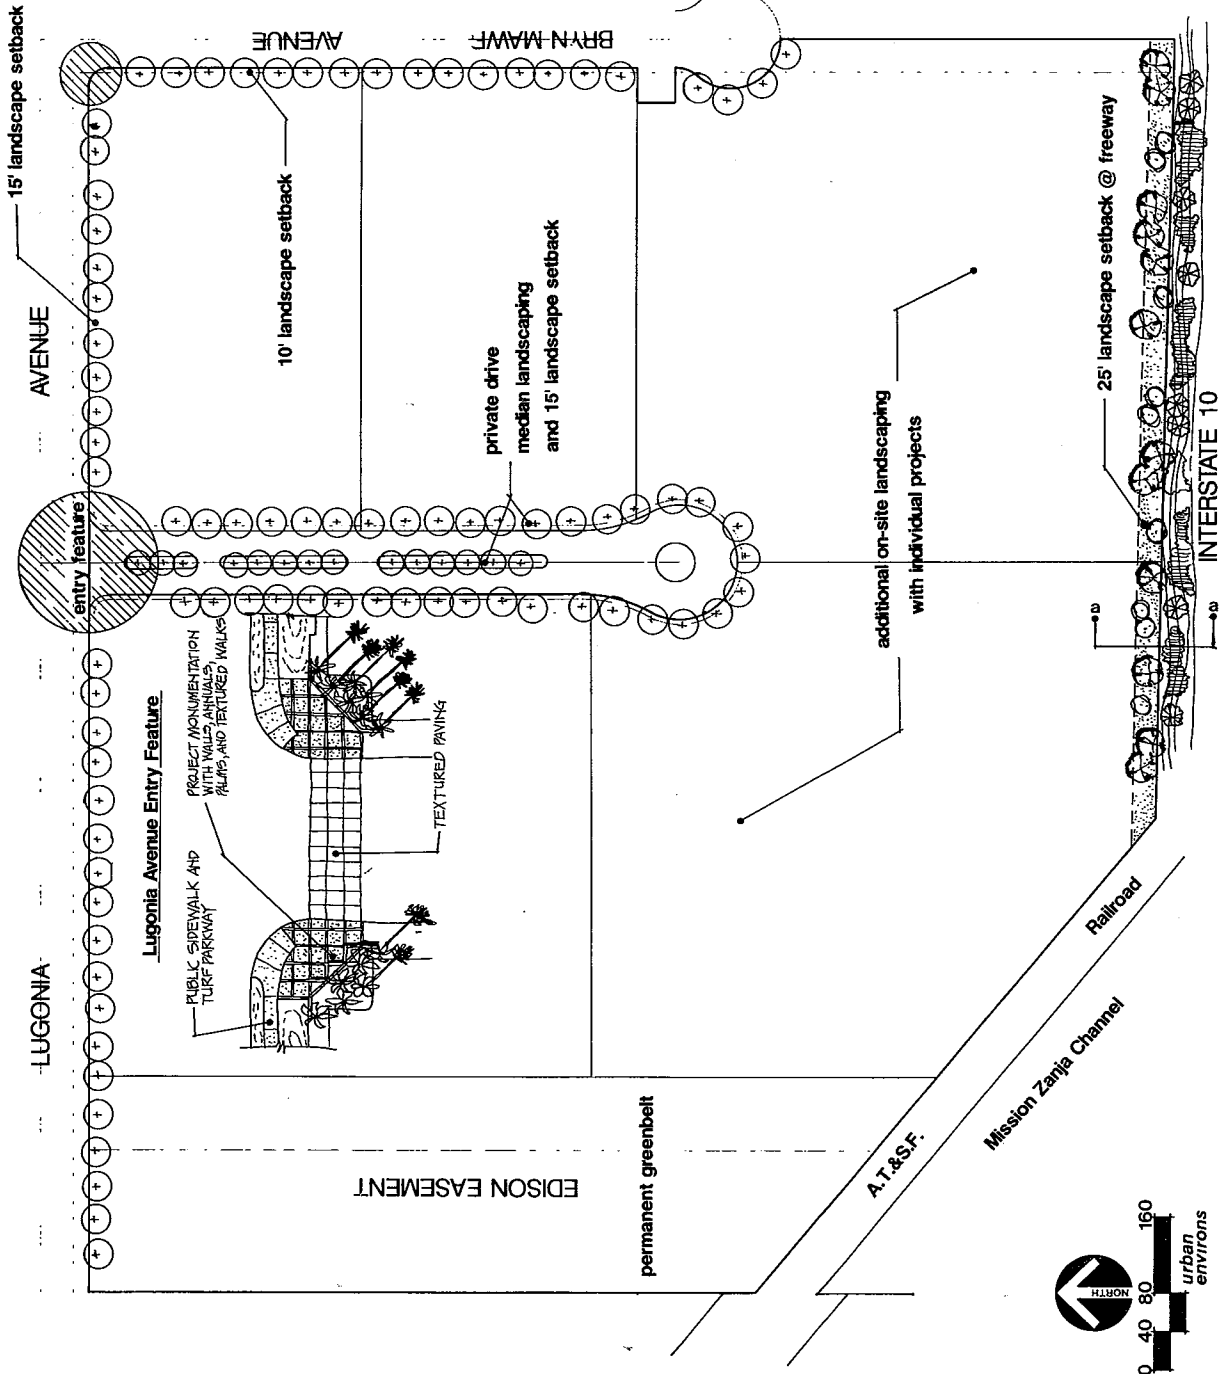 LUGONIA
AVENUE
15' landscape setback
AVENUE
BRYN MAWF
10' landscape setback
entry feature
private drive
median landscaping
and 15' landscape setback
Lugonia Avenue Entry Feature
PUBLIC SIDEWALK AND
TURF PARKWAY
PROJECT MONUMENTATION
WITH WALLS, ANNUALS,
PALMS, AND TEXTURED WALKS
TEXTURED PAVING
additional on-site landscaping
with individual projects
25' landscape setback @ freeway
INTERSTATE 10
B
B
EDISON EASEMENT
permanent greenbelt
A.T.&S.F.
Railroad
Mission Zanja Channel
NORTH
0 40 80 160
urban
environs